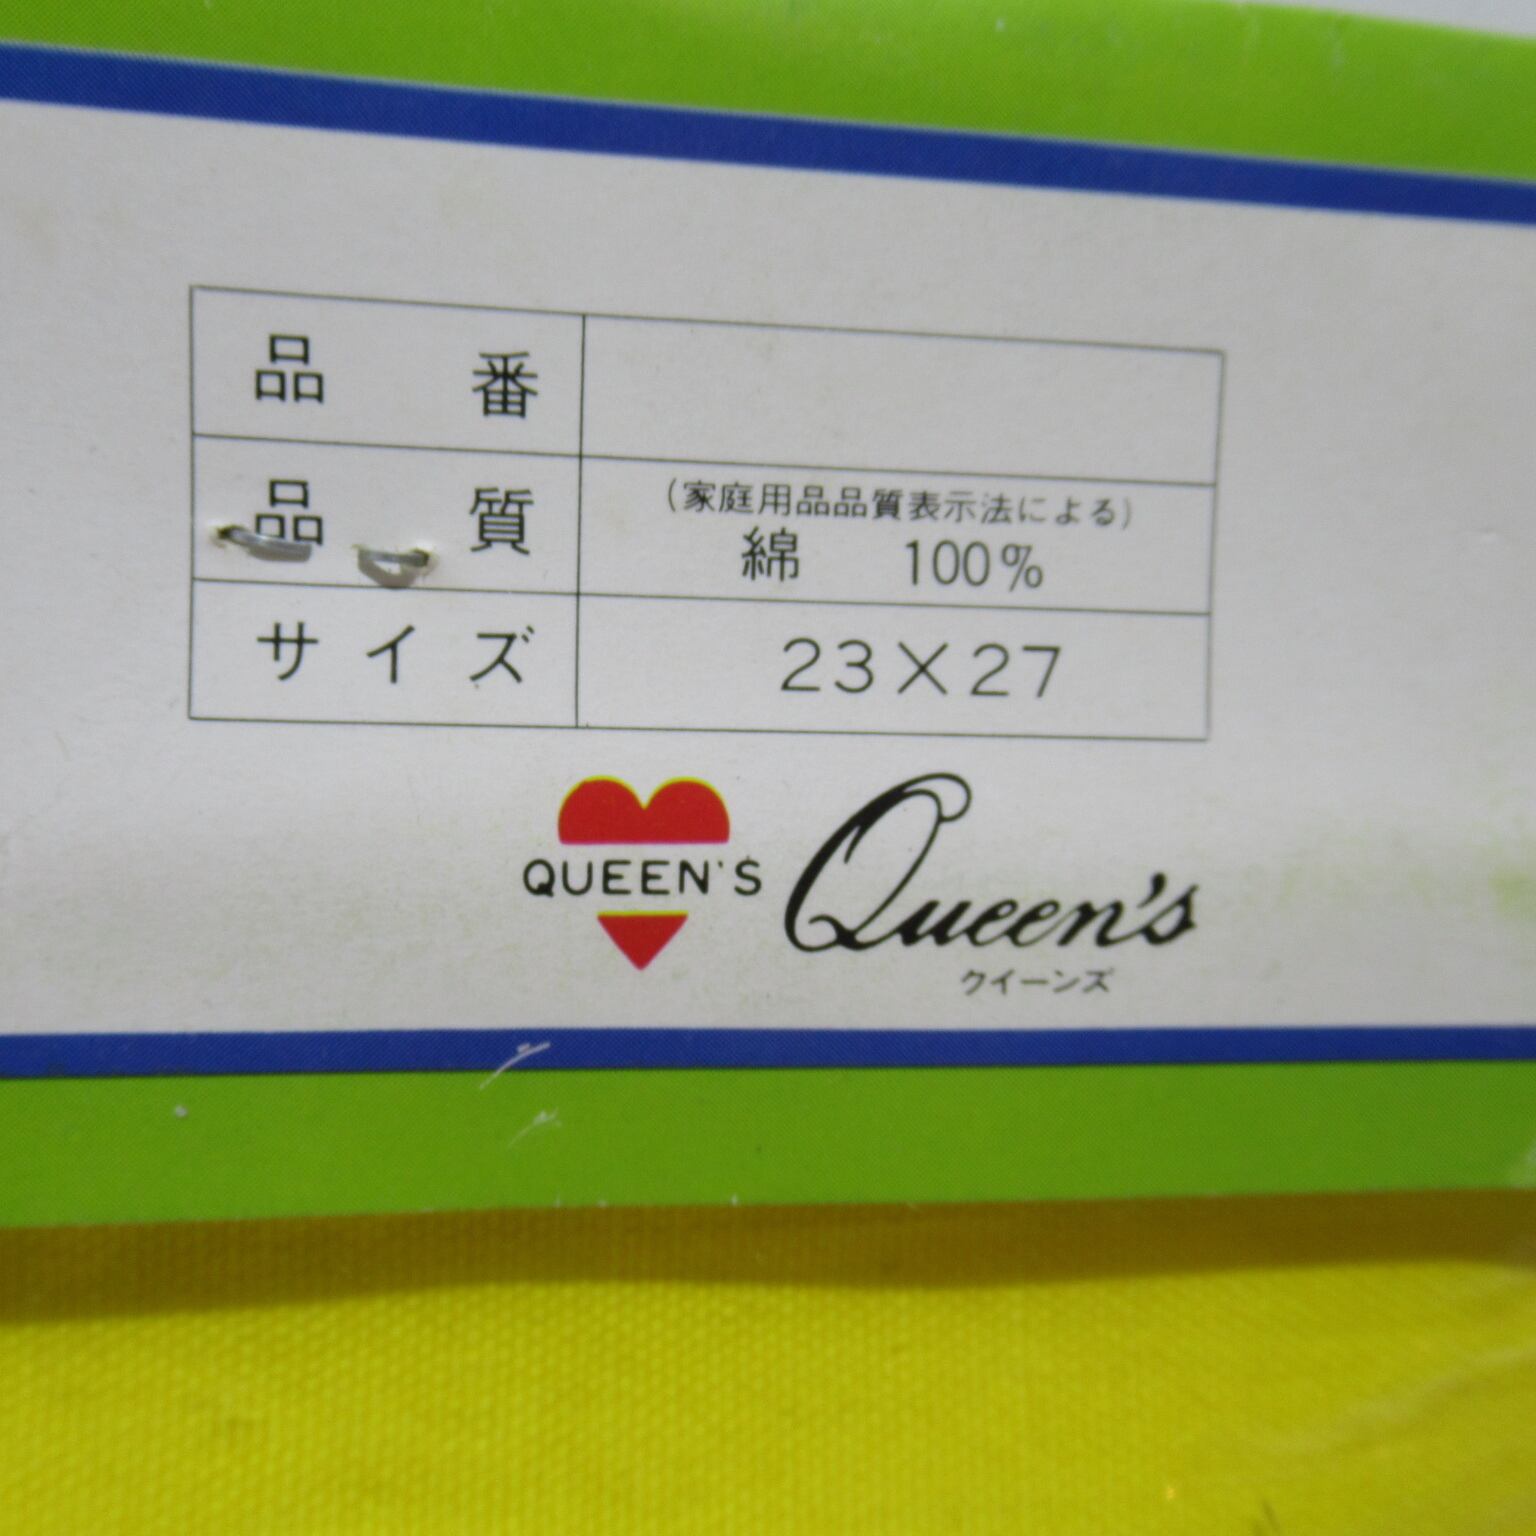 品番
品質 (家庭用品品質表示法による)
綿 100%
サイズ 23×27
QUEEN'S Queen's
クイーンズ